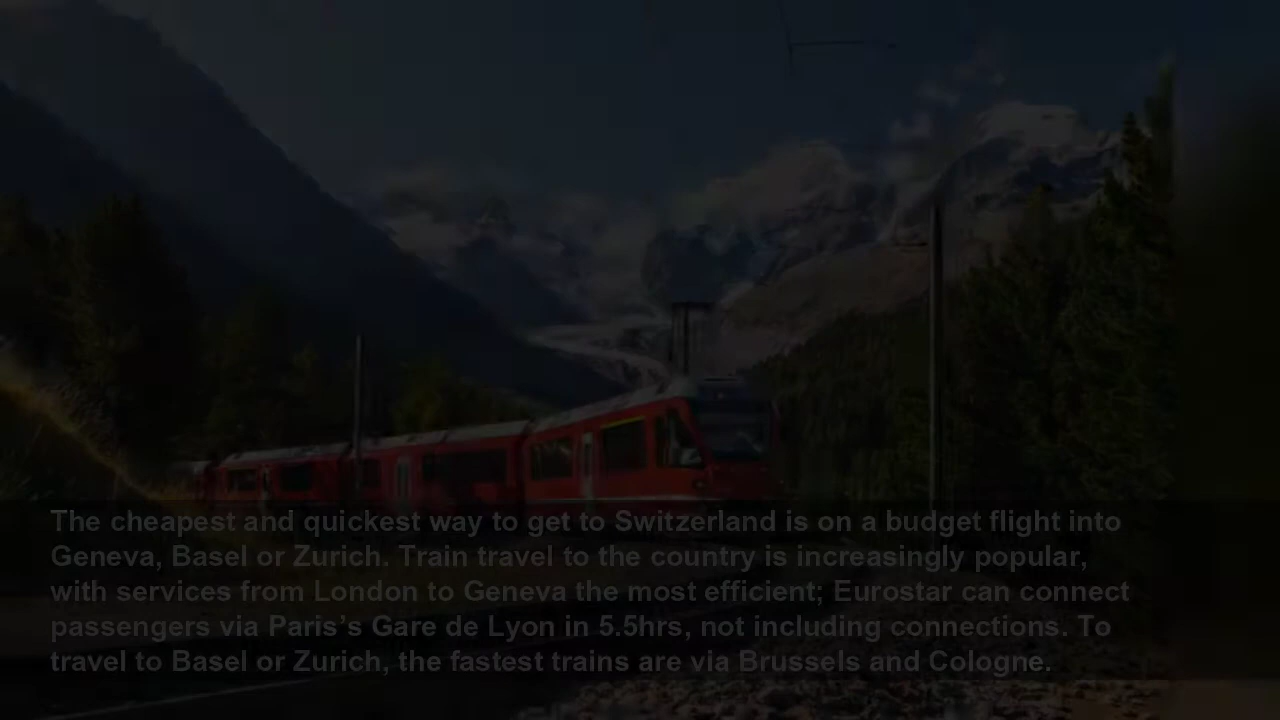 The cheapest and quickest way to get to Switzerland is on a budget flight into
Geneva, Basel or Zurich. Train travel to the country is increasingly popular,
with services from London to Geneva the most efficient; Eurostar can connect
passengers via Paris’s Gare de Lyon in 5.5hrs, not including connections. To
travel to Basel or Zurich, the fastest trains are via Brussels and Cologne.